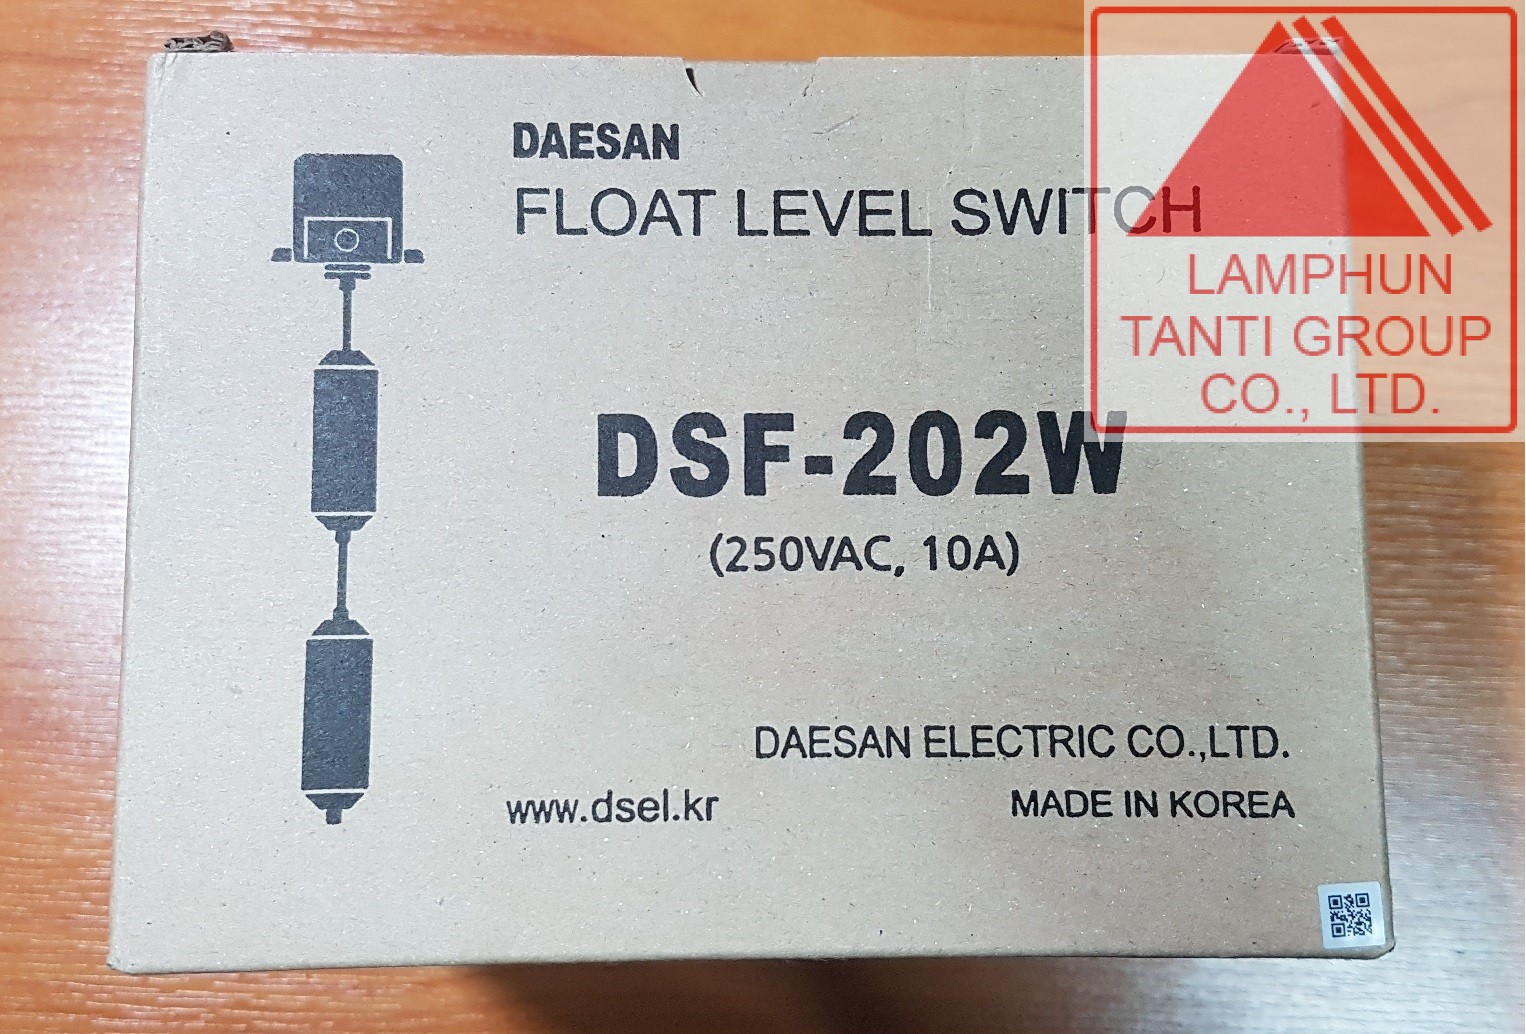 DAESAN
FLOAT LEVEL SWITCH
LAMPHUN
TANTI GROUP
CO., LTD.
DSF-202W
(250VAC, 10A)
DAESAN ELECTRIC CO.,LTD.
www.dsel.kr
MADE IN KOREA